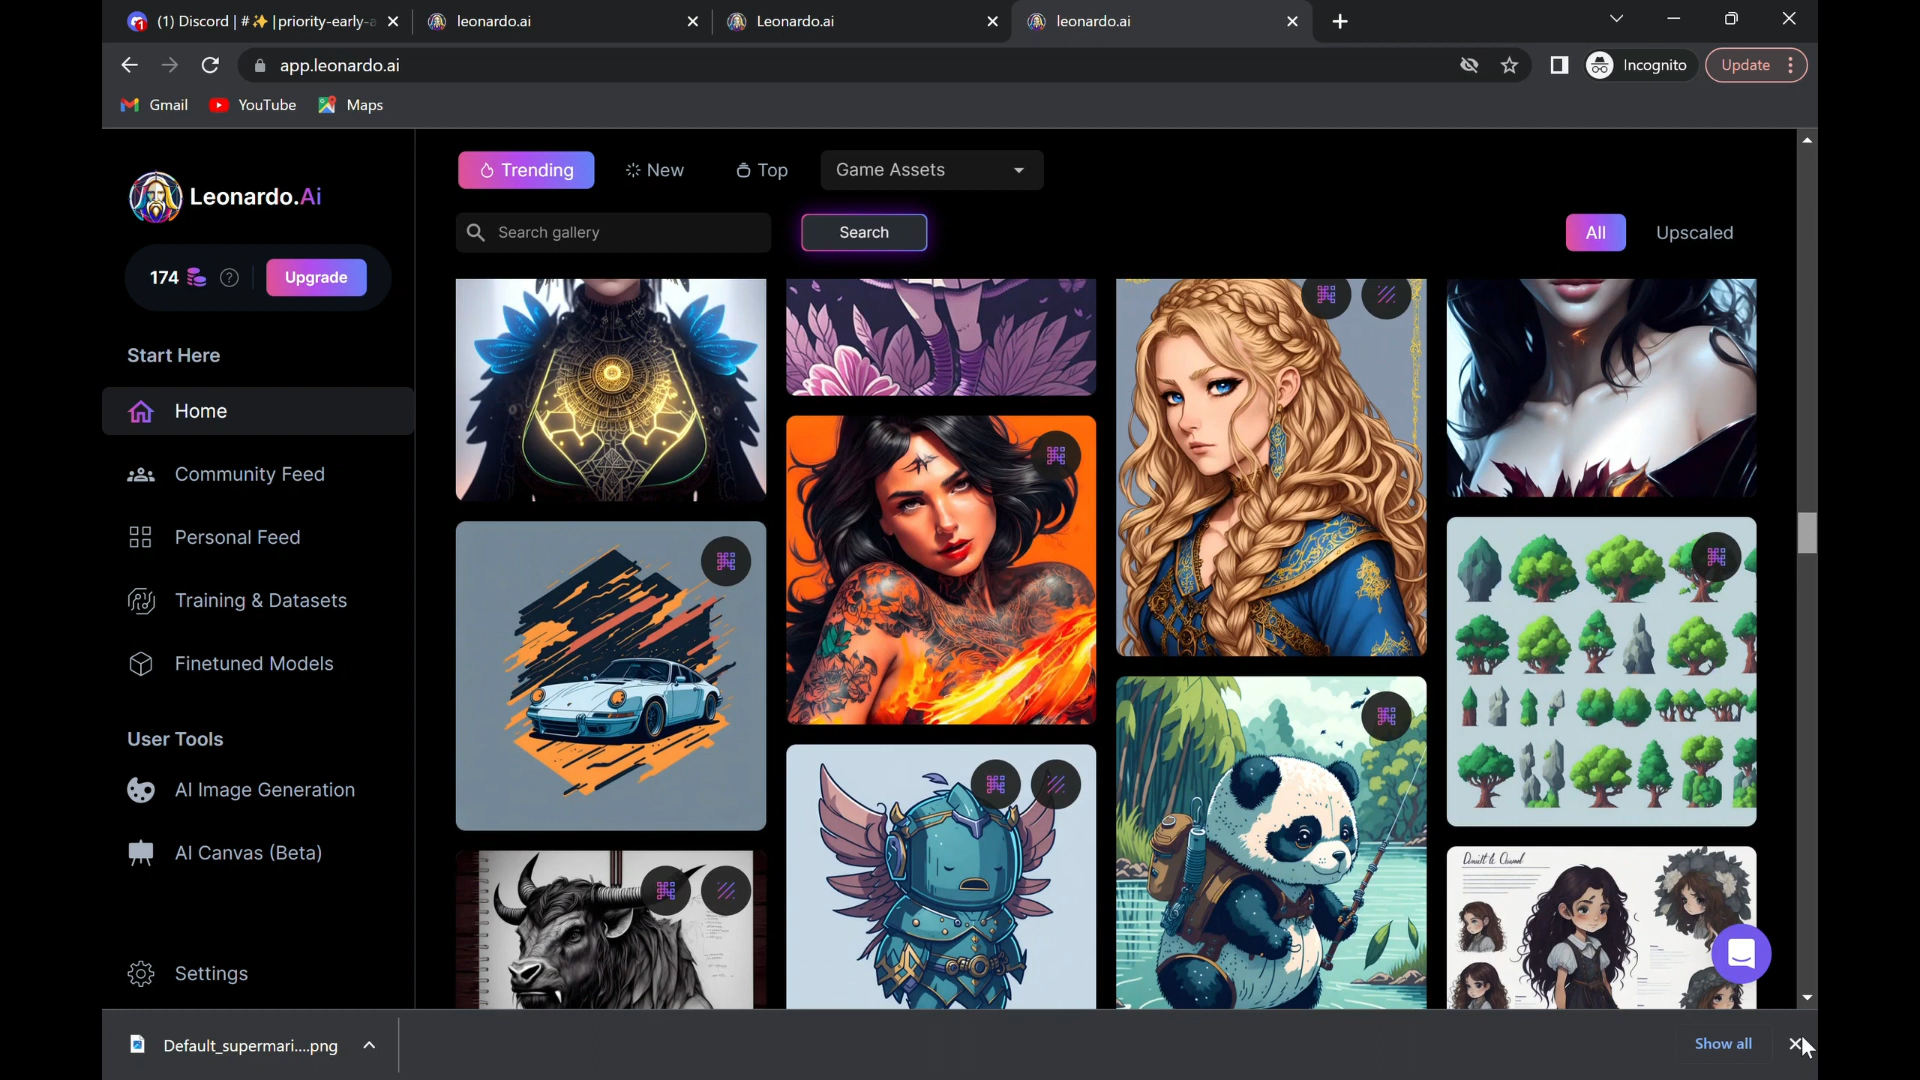 (1) Discord | #✨ | priority-early-a
leonardo.ai
Leonardo.ai
leonardo.ai
app.leonardo.ai
Incognito
Update
Gmail
YouTube
Maps
Leonardo.Ai
174
?
Upgrade
Start Here
Home
Community Feed
Personal Feed
Training & Datasets
Finetuned Models
User Tools
AI Image Generation
AI Canvas (Beta)
Settings
Trending
New
Top
Game Assets
Search gallery
Search
All
Upscaled
Default_supermari....png
Show all